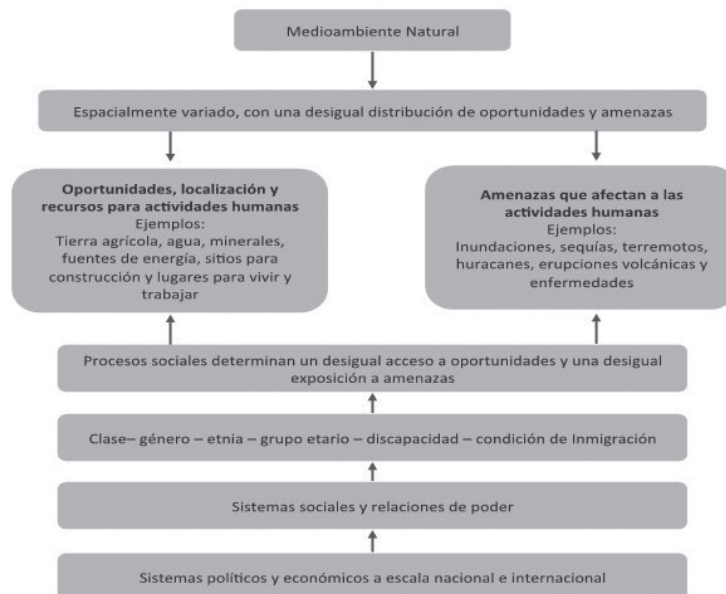 Medioambiente Natural
Espacialmente variado, con una desigual distribución de oportunidades y amenazas
Oportunidades, localización y
recursos para actividades humanas
Ejemplos:
Tierra agrícola, agua, minerales,
fuentes de energía, sitios para
construcción y lugares para vivir y
trabajar
Amenazas que afectan a las
actividades humanas
Ejemplos:
Inundaciones, sequías, terremotos,
huracanes, erupciones volcánicas y
enfermedades
Procesos sociales determinan un desigual acceso a oportunidades y una desigual
exposición a amenazas
Clase– género – etnia – grupo etario – discapacidad – condición de Inmigración
Sistemas sociales y relaciones de poder
Sistemas políticos y económicos a escala nacional e internacional